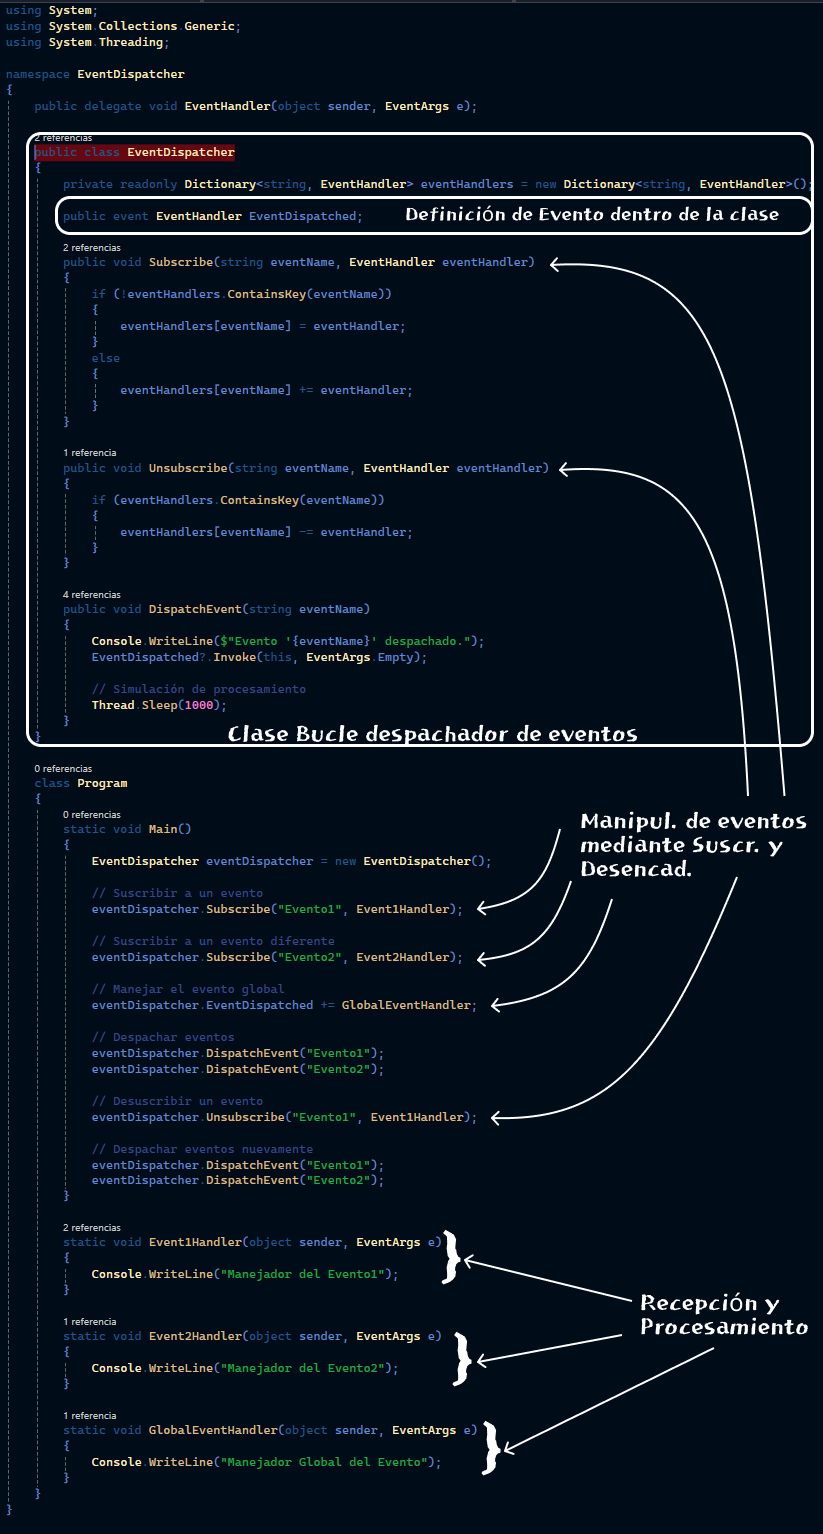 using System;
using System.Collections.Generic;
using System.Threading;
namespace EventDispatcher
{
public delegate void EventHandler(object sender, EventArgs e);
2 referencias
public class EventDispatcher
{
private readonly Dictionary<string, EventHandler> eventHandlers = new Dictionary<string, EventHandler>();
public event EventHandler EventDispatched; Definición de Evento dentro de la clase
2 referencias
public void Subscribe(string eventName, EventHandler eventHandler)
{
if (!eventHandlers.ContainsKey(eventName))
{
eventHandlers[eventName] = eventHandler;
}
else
{
eventHandlers[eventName] += eventHandler;
}
}
1 referencia
public void Unsubscribe(string eventName, EventHandler eventHandler)
{
if (eventHandlers.ContainsKey(eventName))
{
eventHandlers[eventName] -= eventHandler;
}
}
4 referencias
public void DispatchEvent(string eventName)
{
Console.WriteLine($"Evento '{eventName}' despachado.");
EventDispatched?.Invoke(this, EventArgs.Empty);
// Simulación de procesamiento
Thread.Sleep(1000);
}
}
Clase Bucle despachador de eventos
0 referencias
class Program
{
0 referencias
static void Main()
{
EventDispatcher eventDispatcher = new EventDispatcher();
// Suscribir a un evento
eventDispatcher.Subscribe("Evento1", Event1Handler);
// Suscribir a un evento diferente
eventDispatcher.Subscribe("Evento2", Event2Handler);
// Manejar el evento global
eventDispatcher.EventDispatched += GlobalEventHandler;
// Despachar eventos
eventDispatcher.DispatchEvent("Evento1");
eventDispatcher.DispatchEvent("Evento2");
// Desuscribir un evento
eventDispatcher.Unsubscribe("Evento1", Event1Handler);
// Despachar eventos nuevamente
eventDispatcher.DispatchEvent("Evento1");
eventDispatcher.DispatchEvent("Evento2");
}
Manipul. de eventos
mediante Suscr. y
Desencad.
2 referencias
static void Event1Handler(object sender, EventArgs e)
{
Console.WriteLine("Manejador del Evento1");
}
1 referencia
static void Event2Handler(object sender, EventArgs e)
{
Console.WriteLine("Manejador del Evento2");
}
1 referencia
static void GlobalEventHandler(object sender, EventArgs e)
{
Console.WriteLine("Manejador Global del Evento");
}
}
}
Recepción y
Procesamiento